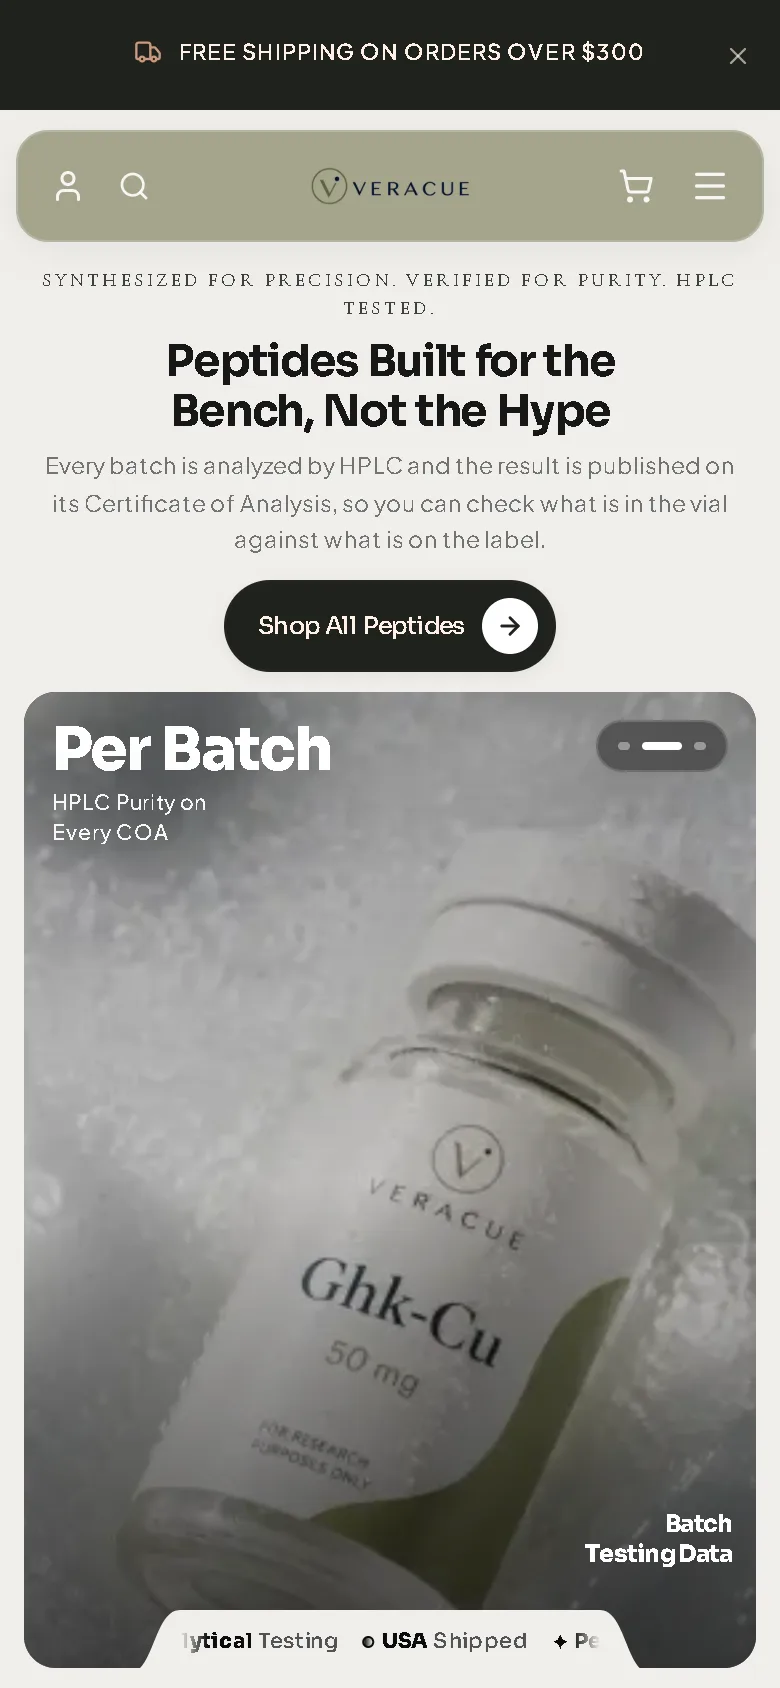 FREE SHIPPING ON ORDERS OVER $300
VERACUE
SYNTHESIZED FOR PRECISION. VERIFIED FOR PURITY. HPLC
TESTED.
Peptides Built for the
Bench, Not the Hype
Every batch is analyzed by HPLC and the result is published on
its Certificate of Analysis, so you can check what is in the vial
against what is on the label.
Shop All Peptides
Per Batch
HPLC Purity on
Every COA
VERACUE
Ghk-Cu
50 mg
FOR RESEARCH
PURPOSES ONLY
Batch
Testing Data
lytical Testing USA Shipped Pe